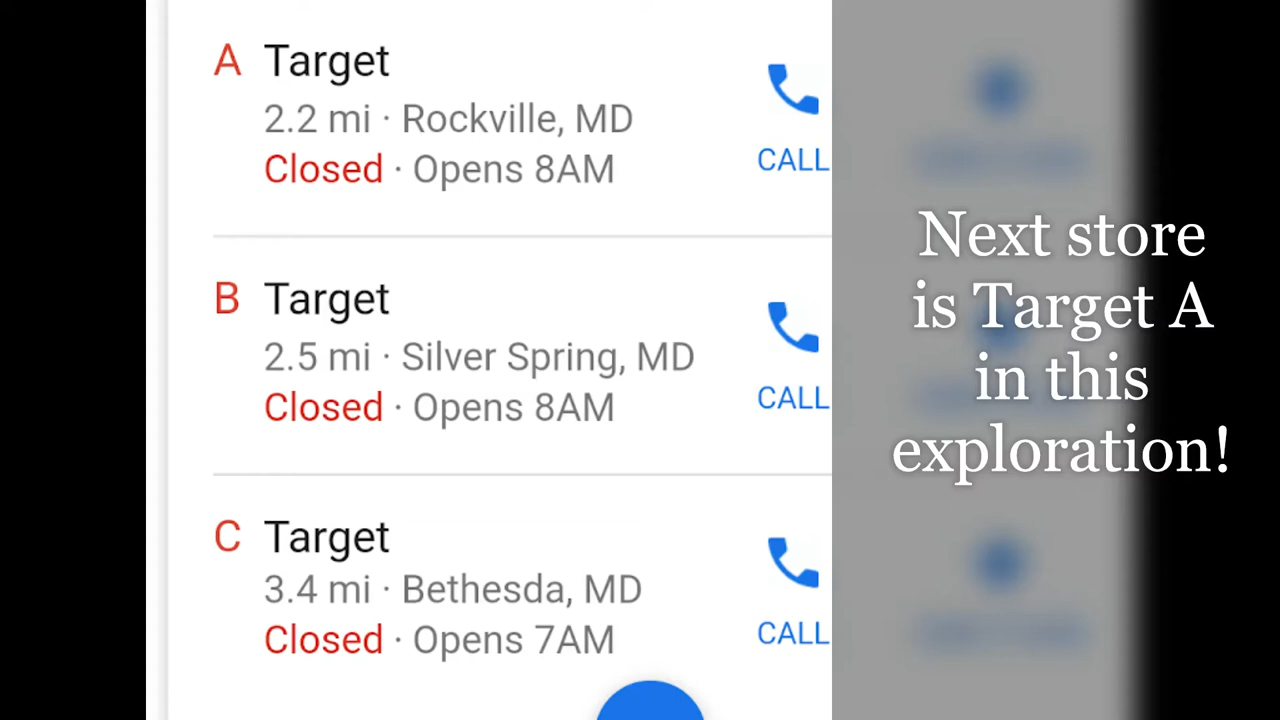 A Target
2.2 mi · Rockville, MD
Closed · Opens 8AM
CALL
B Target
2.5 mi · Silver Spring, MD
Closed · Opens 8AM
CALL
C Target
3.4 mi · Bethesda, MD
Closed · Opens 7AM
CALL
Next store
is Target A
in this
exploration!